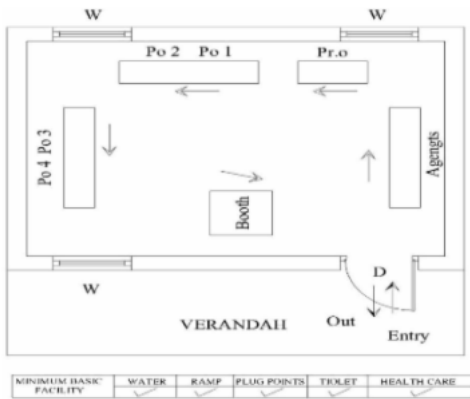 W W
Po 2 Po 1 Pr.o
Po 4 Po 3
Agengts
Booth
W
D
VERANDAH Out
Entry
MINIMUM BASIC FACILITY WATER RAMP PLUG POINTS TIOLET HEALTH CARE